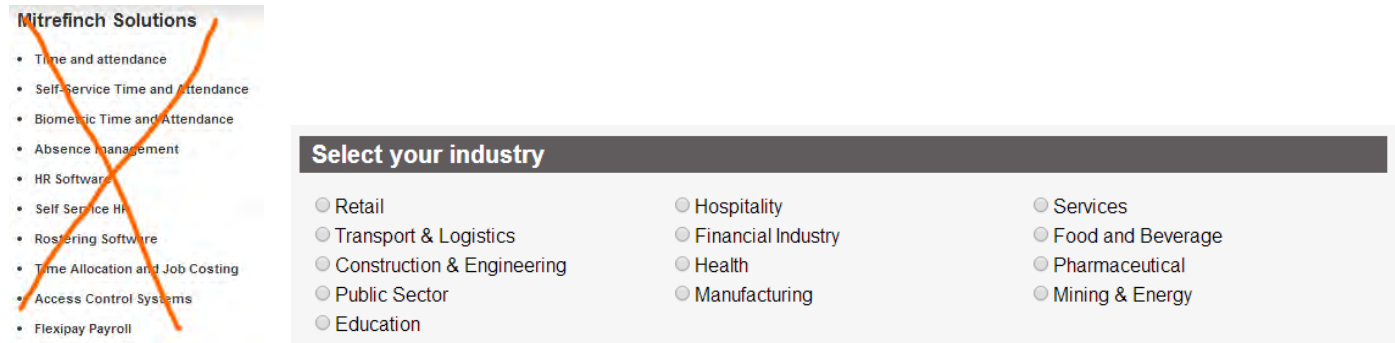 Mitrefinch Solutions
Time and attendance
Self-Service Time and Attendance
Biometric Time and Attendance
Absence management
HR Software
Self Service HR
Rostering Software
Time Allocation and Job Costing
Access Control Systems
Flexipay Payroll
Select your industry
Retail
Transport & Logistics
Construction & Engineering
Public Sector
Education
Hospitality
Financial Industry
Health
Manufacturing
Services
Food and Beverage
Pharmaceutical
Mining & Energy